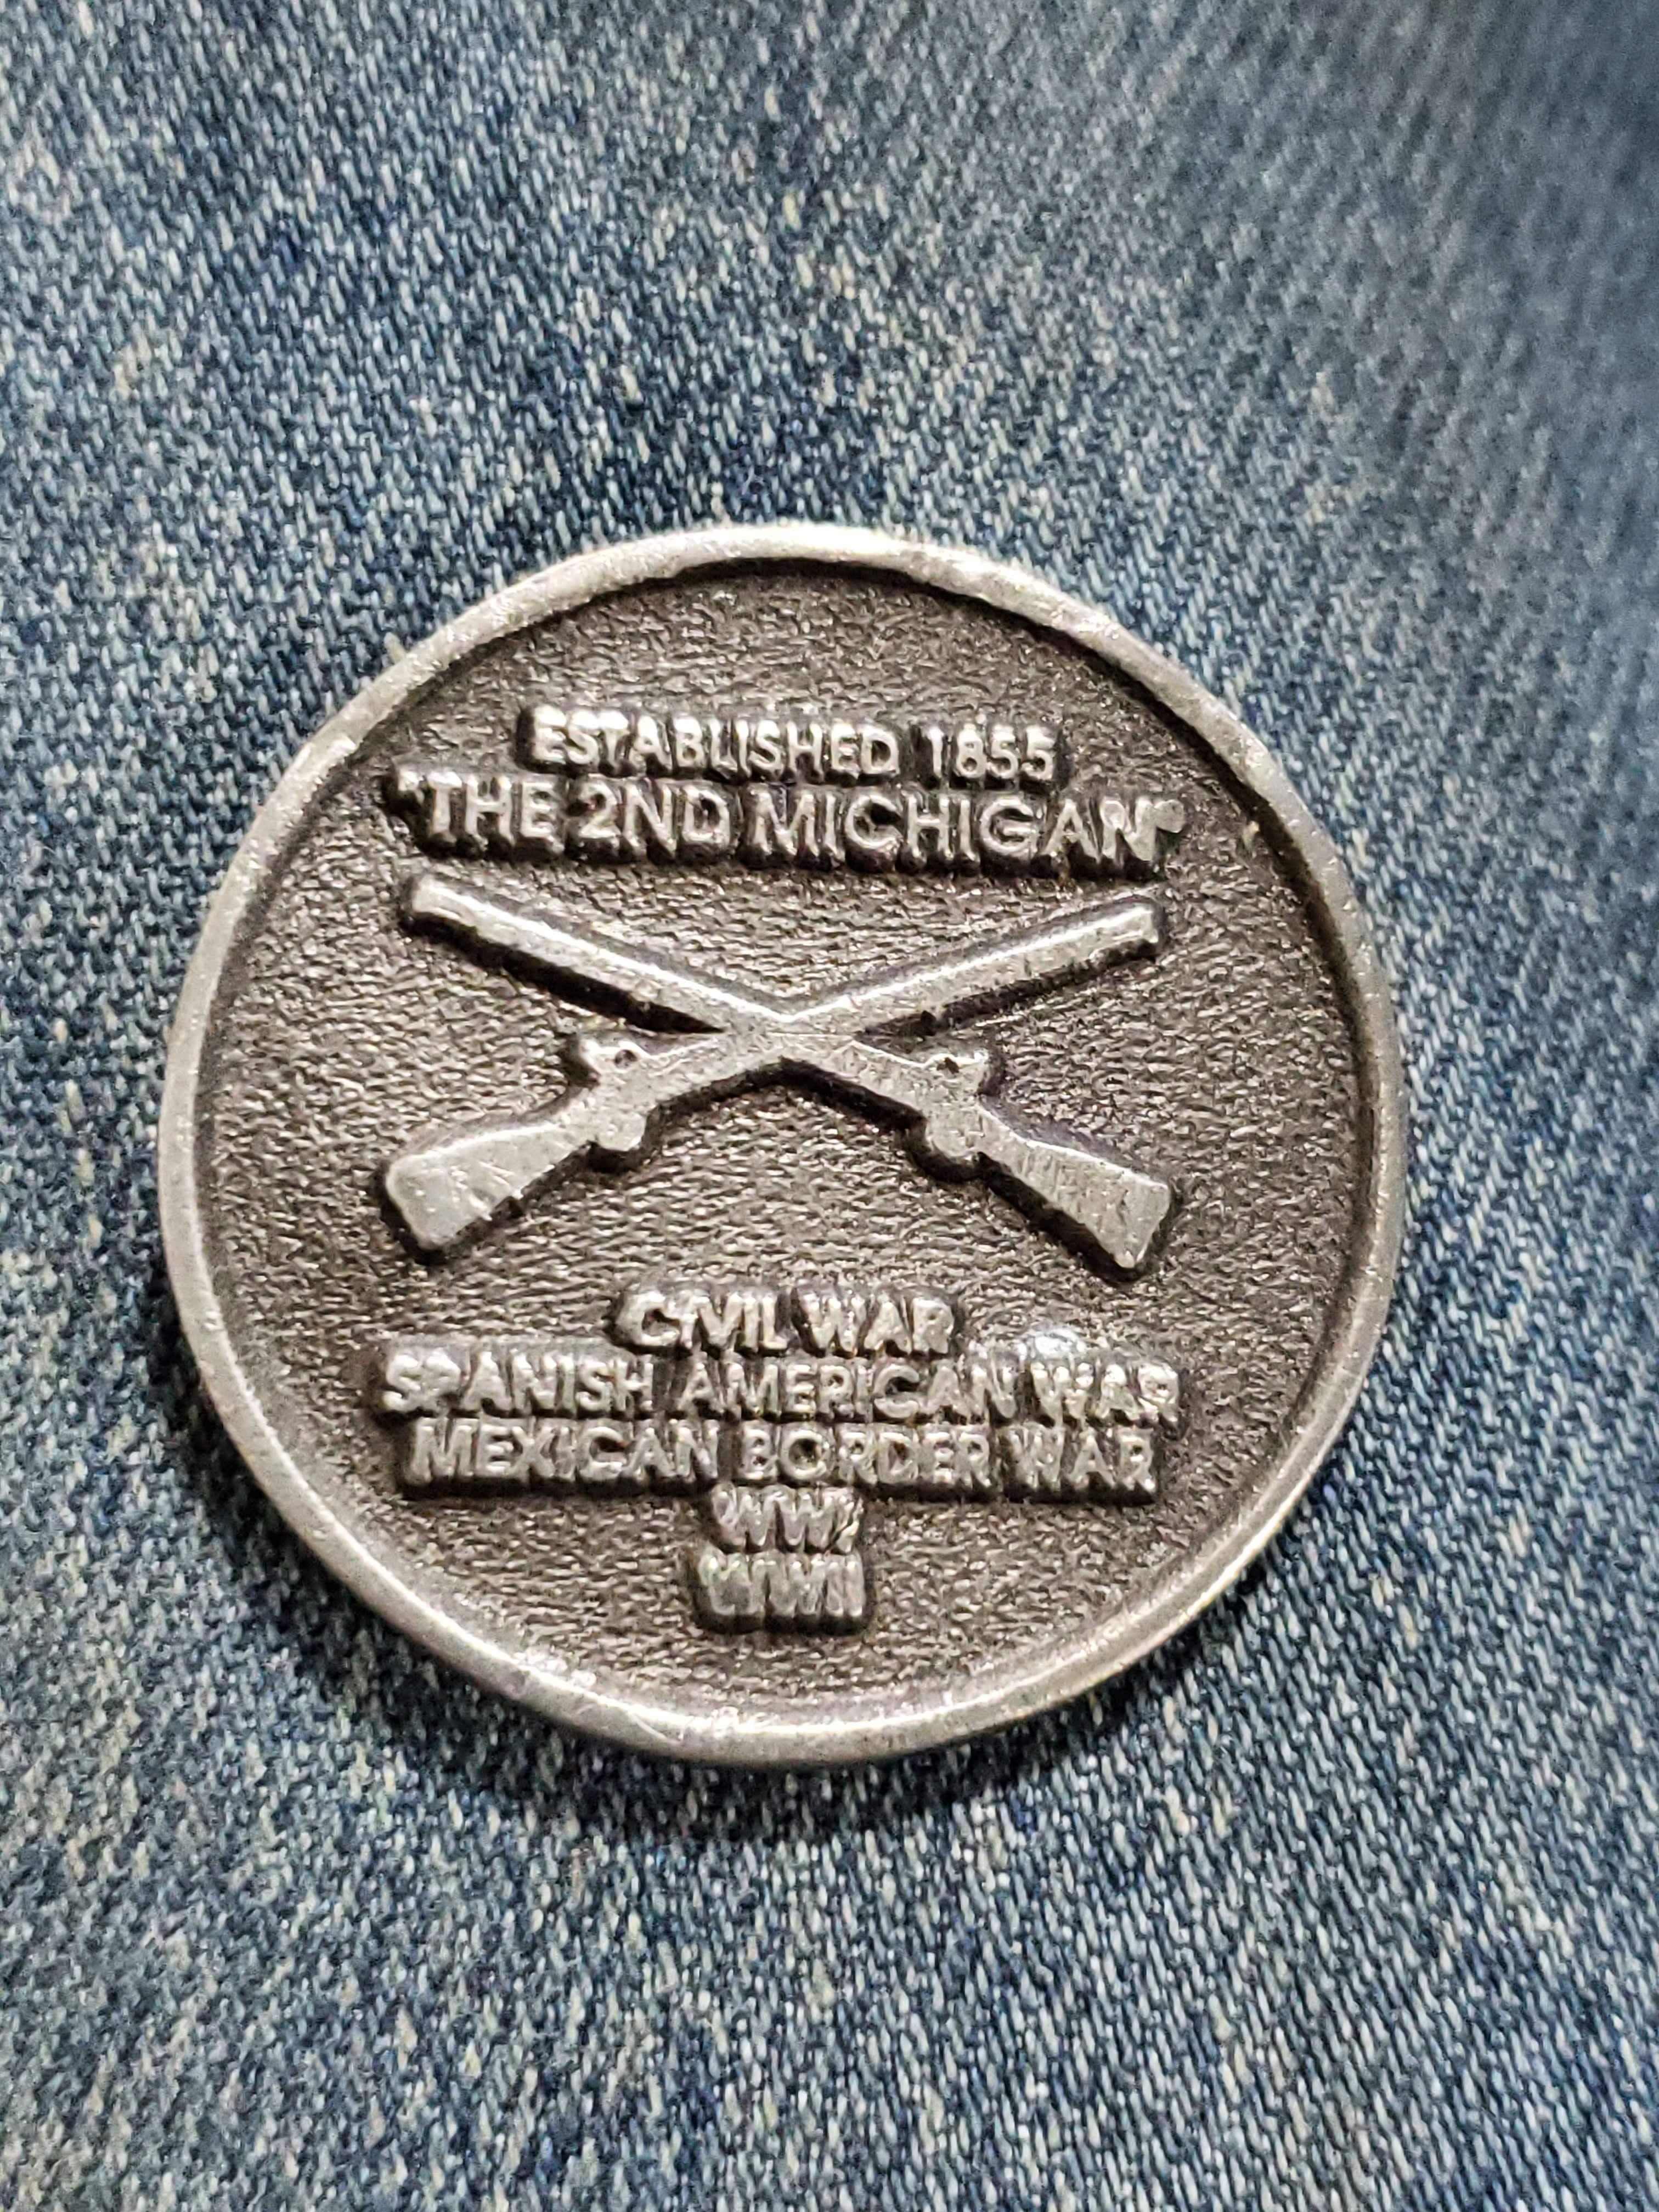 ESTABLISHED 1855
"THE 2ND MICHIGAN"
CIVIL WAR
SPANISH AMERICAN WAR
MEXICAN BORDER WAR
WWI
WWII